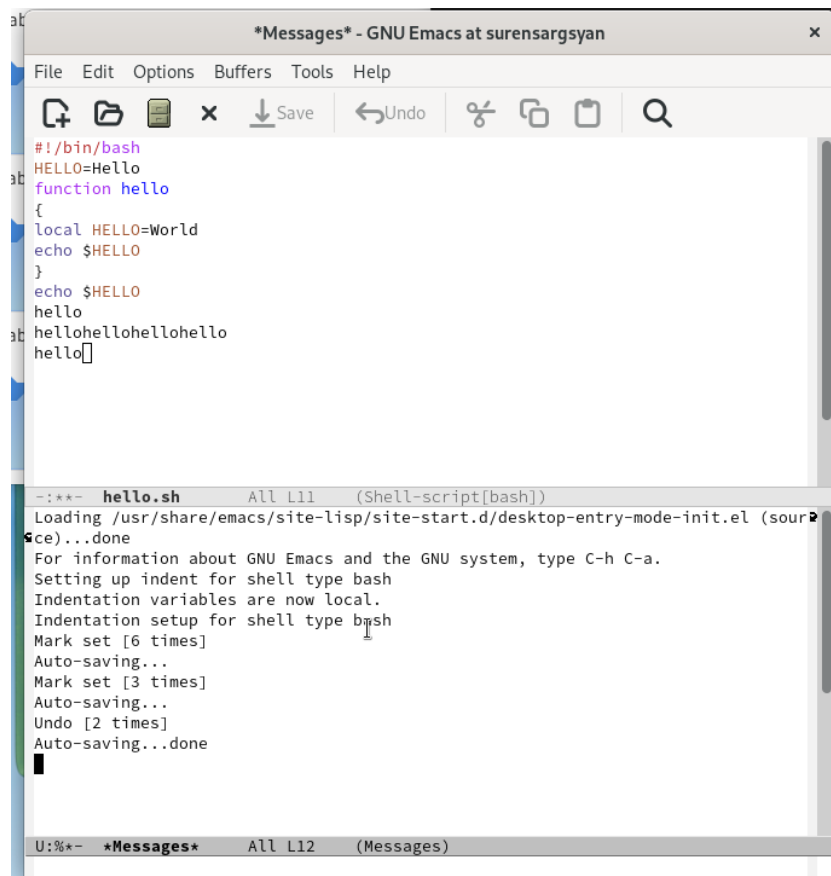 ab
*Messages* - GNU Emacs at surensargsyan
File Edit Options Buffers Tools Help
Save Undo
#!/bin/bash
HELLO=Hello
ab
function hello
{
local HELLO=World
echo $HELLO
}
echo $HELLO
hello
ab
hellohellohellohello
hello
-:**- hello.sh All L11 (Shell-script[bash])
Loading /usr/share/emacs/site-lisp/site-start.d/desktop-entry-mode-init.el (sour
ce)...done
For information about GNU Emacs and the GNU system, type C-h C-a.
Setting up indent for shell type bash
Indentation variables are now local.
Indentation setup for shell type bash
Mark set [6 times]
Auto-saving...
Mark set [3 times]
Auto-saving...
Undo [2 times]
Auto-saving...done
U:%*- *Messages* All L12 (Messages)